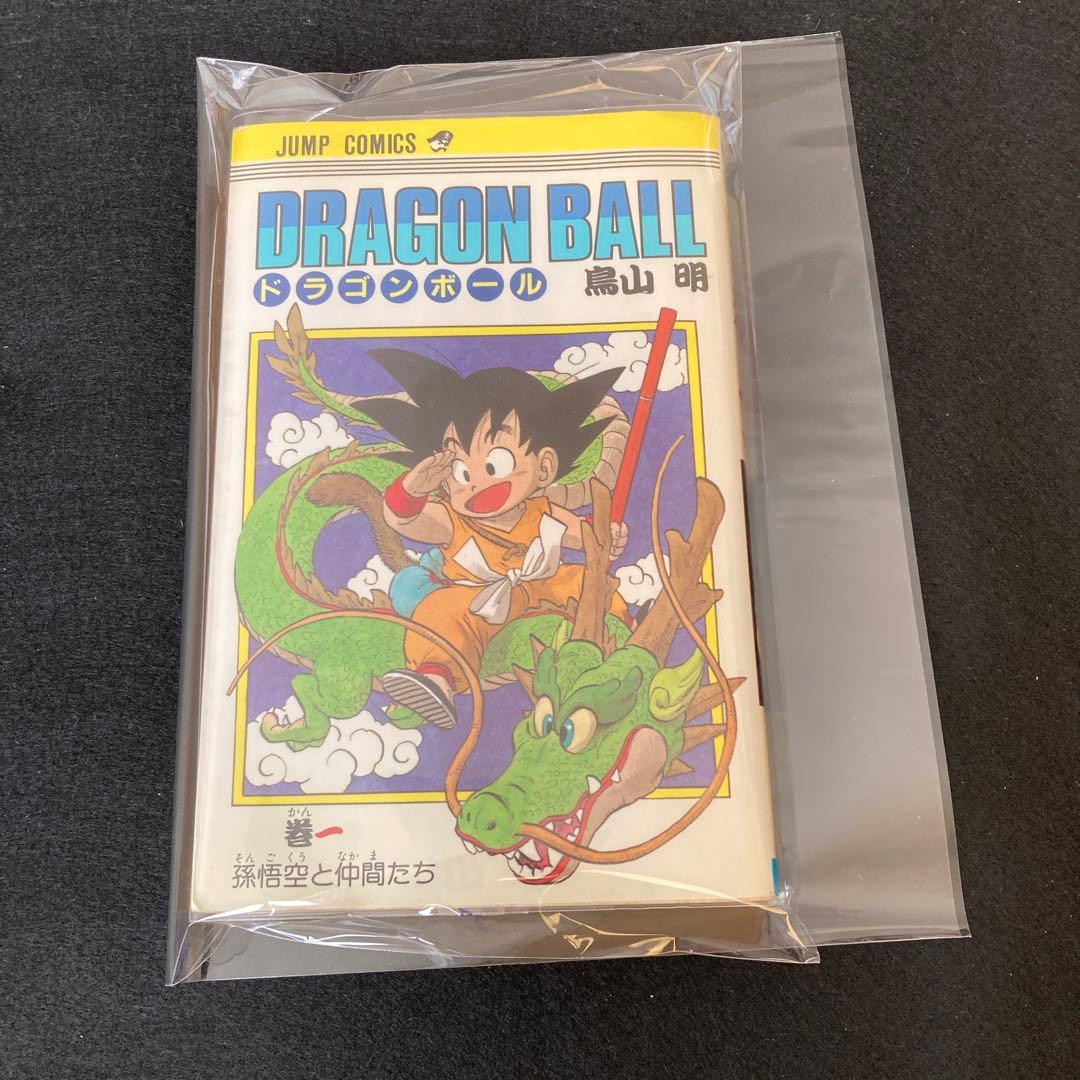 JUMP COMICS
DRAGON BALL
ドラゴンボール
鳥山 明
かん
巻一
そん ご くう なか ま
孫悟空と仲間たち